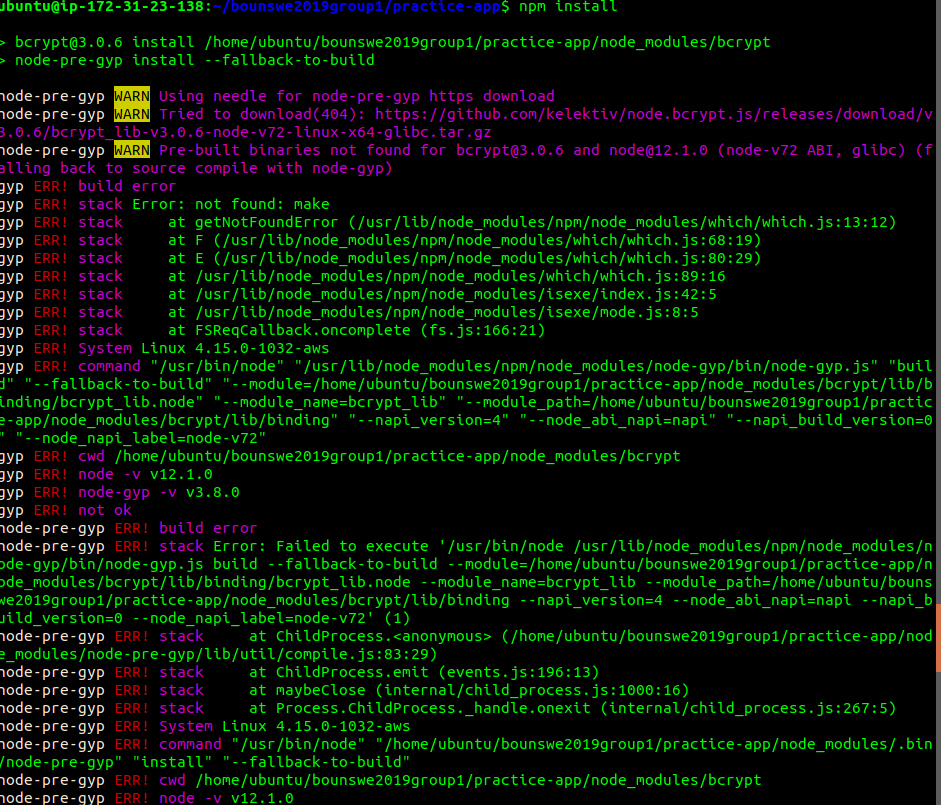 ubuntu@ip-172-31-23-138:~/bounswe2019group1/practice-app$ npm install
> bcrypt@3.0.6 install /home/ubuntu/bounswe2019group1/practice-app/node_modules/bcrypt
> node-pre-gyp install --fallback-to-build
node-pre-gyp WARN Using needle for node-pre-gyp https download
node-pre-gyp WARN Tried to download(404): https://github.com/kelektiv/node.bcrypt.js/releases/download/v
3.0.6/bcrypt_lib-v3.0.6-node-v72-linux-x64-glibc.tar.gz
node-pre-gyp WARN Pre-built binaries not found for bcrypt@3.0.6 and node@12.1.0 (node-v72 ABI, glibc) (f
alling back to source compile with node-gyp)
gyp ERR! build error
gyp ERR! stack Error: not found: make
gyp ERR! stack     at getNotFoundError (/usr/lib/node_modules/npm/node_modules/which/which.js:13:12)
gyp ERR! stack     at F (/usr/lib/node_modules/npm/node_modules/which/which.js:68:19)
gyp ERR! stack     at E (/usr/lib/node_modules/npm/node_modules/which/which.js:80:29)
gyp ERR! stack     at /usr/lib/node_modules/npm/node_modules/which/which.js:89:16
gyp ERR! stack     at /usr/lib/node_modules/npm/node_modules/isexe/index.js:42:5
gyp ERR! stack     at /usr/lib/node_modules/npm/node_modules/isexe/mode.js:8:5
gyp ERR! stack     at FSReqCallback.oncomplete (fs.js:166:21)
gyp ERR! System Linux 4.15.0-1032-aws
gyp ERR! command "/usr/bin/node" "/usr/lib/node_modules/npm/node_modules/node-gyp/bin/node-gyp.js" "buil
d" "--fallback-to-build" "--module=/home/ubuntu/bounswe2019group1/practice-app/node_modules/bcrypt/lib/b
inding/bcrypt_lib.node" "--module_name=bcrypt_lib" "--module_path=/home/ubuntu/bounswe2019group1/practic
e-app/node_modules/bcrypt/lib/binding" "--napi_version=4" "--node_abi_napi=napi" "--napi_build_version=0
" "--node_napi_label=node-v72"
gyp ERR! cwd /home/ubuntu/bounswe2019group1/practice-app/node_modules/bcrypt
gyp ERR! node -v v12.1.0
gyp ERR! node-gyp -v v3.8.0
gyp ERR! not ok
node-pre-gyp ERR! build error
node-pre-gyp ERR! stack Error: Failed to execute '/usr/bin/node /usr/lib/node_modules/npm/node_modules/n
ode-gyp/bin/node-gyp.js build --fallback-to-build --module=/home/ubuntu/bounswe2019group1/practice-app/n
ode_modules/bcrypt/lib/binding/bcrypt_lib.node --module_name=bcrypt_lib --module_path=/home/ubuntu/bouns
we2019group1/practice-app/node_modules/bcrypt/lib/binding --napi_version=4 --node_abi_napi=napi --napi_b
uild_version=0 --node_napi_label=node-v72' (1)
node-pre-gyp ERR! stack     at ChildProcess.<anonymous> (/home/ubuntu/bounswe2019group1/practice-app/nod
e_modules/node-pre-gyp/lib/util/compile.js:83:29)
node-pre-gyp ERR! stack     at ChildProcess.emit (events.js:196:13)
node-pre-gyp ERR! stack     at maybeClose (internal/child_process.js:1000:16)
node-pre-gyp ERR! stack     at Process.ChildProcess._handle.onexit (internal/child_process.js:267:5)
node-pre-gyp ERR! System Linux 4.15.0-1032-aws
node-pre-gyp ERR! command "/usr/bin/node" "/home/ubuntu/bounswe2019group1/practice-app/node_modules/.bin
/node-pre-gyp" "install" "--fallback-to-build"
node-pre-gyp ERR! cwd /home/ubuntu/bounswe2019group1/practice-app/node_modules/bcrypt
node-pre-gyp ERR! node -v v12.1.0